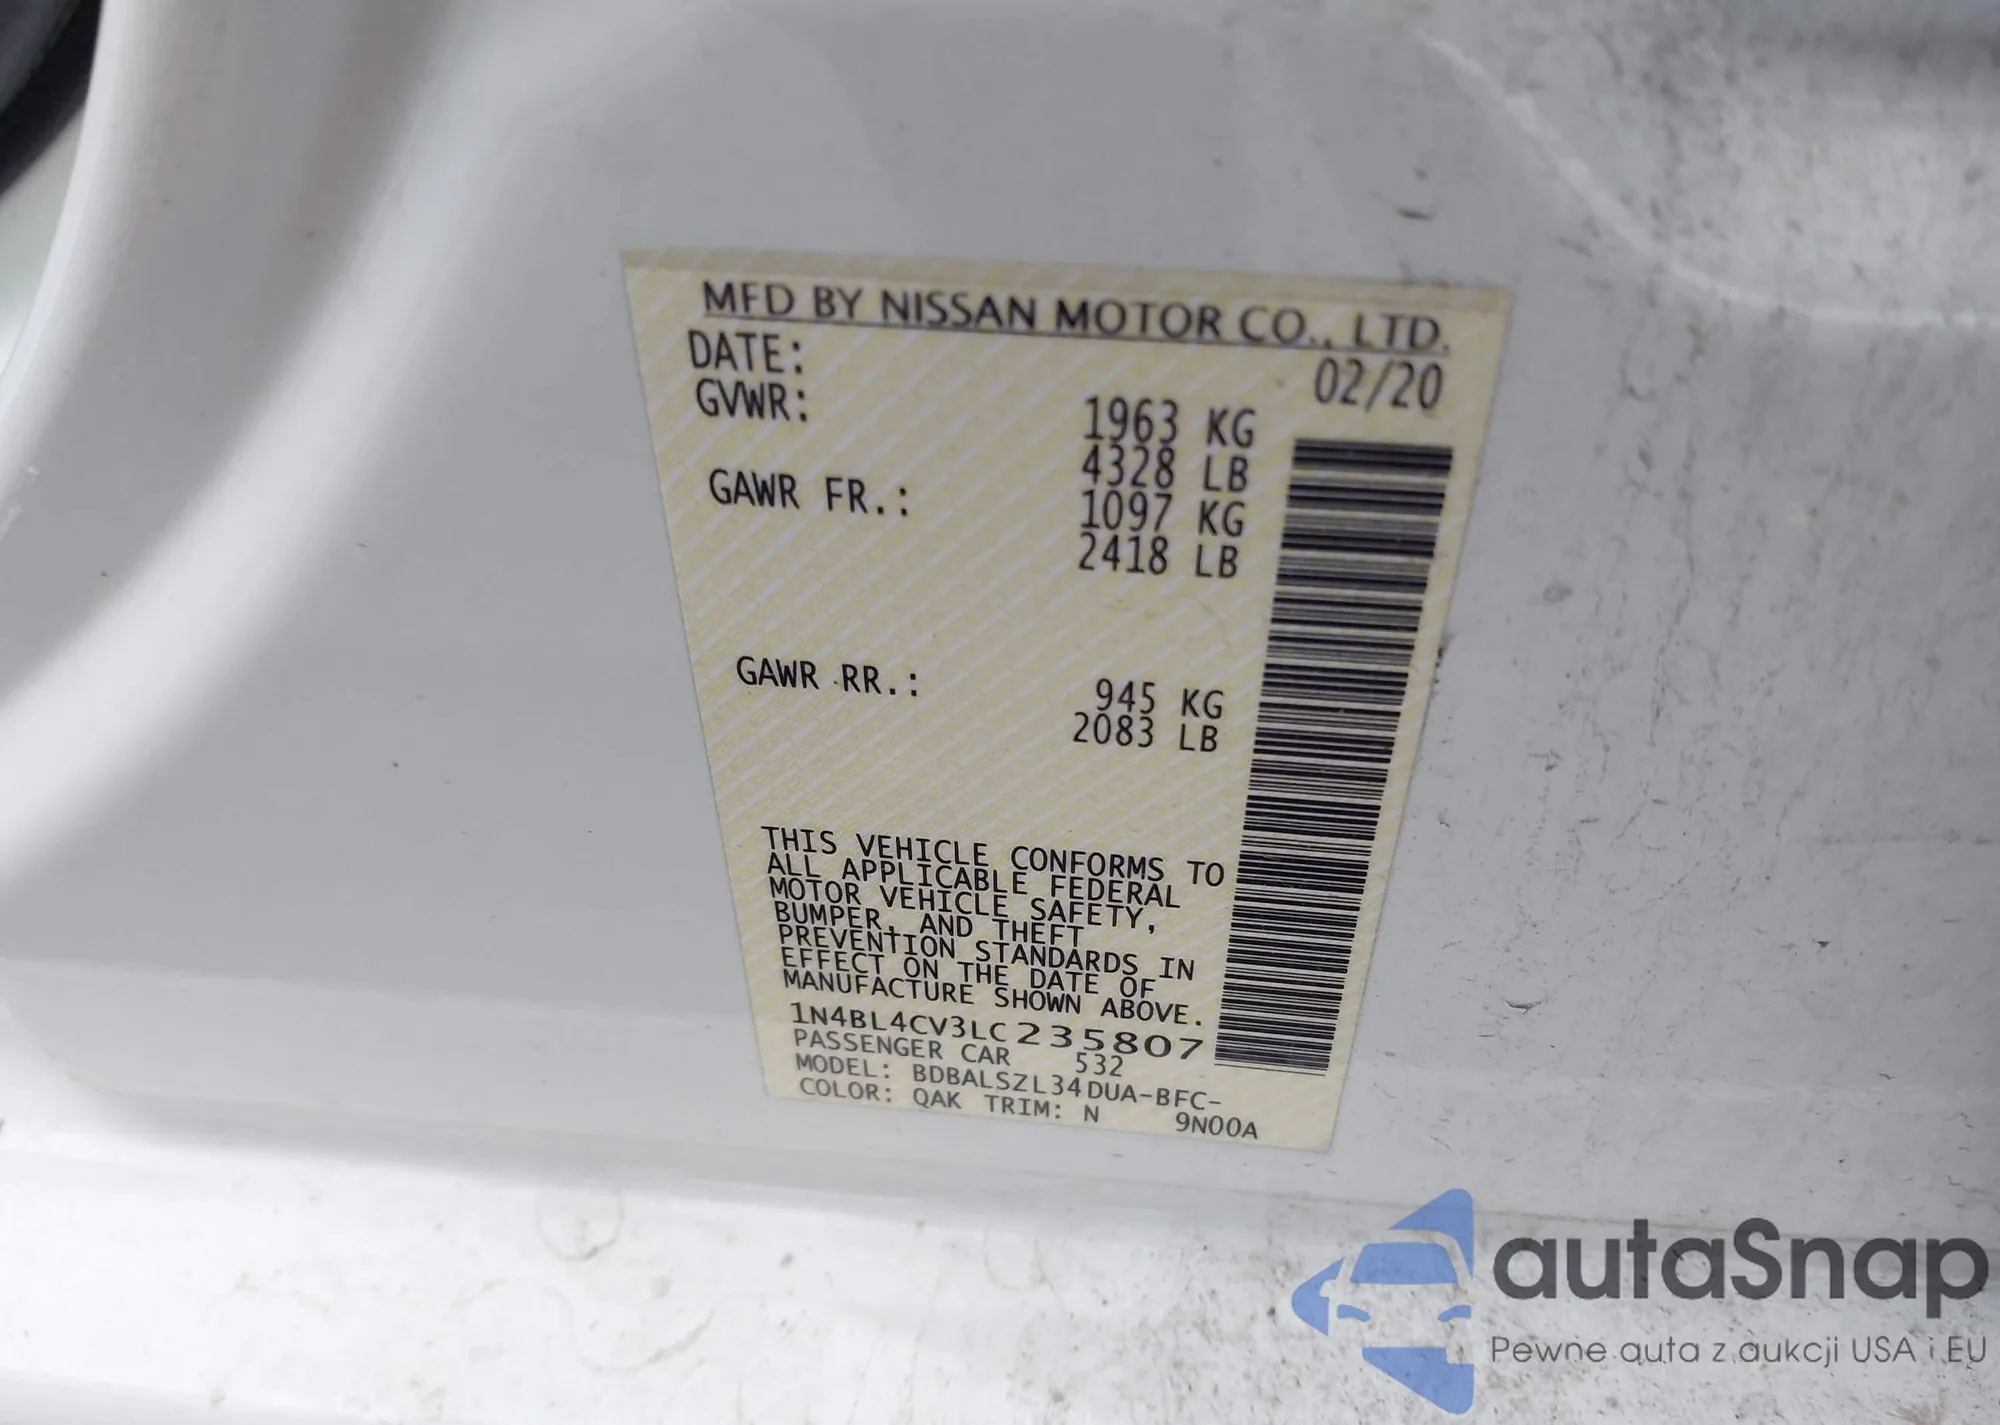 MFD BY NISSAN MOTOR CO., LTD.
DATE: 02/20
GVWR: 1963 KG
4328 LB
GAWR FR.: 1097 KG
2418 LB
GAWR RR.: 945 KG
2083 LB
THIS VEHICLE CONFORMS TO
ALL APPLICABLE FEDERAL
MOTOR VEHICLE SAFETY,
BUMPER, AND THEFT
PREVENTION STANDARDS IN
EFFECT ON THE DATE OF
MANUFACTURE SHOWN ABOVE.
1N4BL4CV3LC235807
PASSENGER CAR 532
MODEL: BDBALSZL34DUA-BFC-
COLOR: QAK TRIM: N 9N00A
autaSnap
Pewne auta z aukcji USA i EU